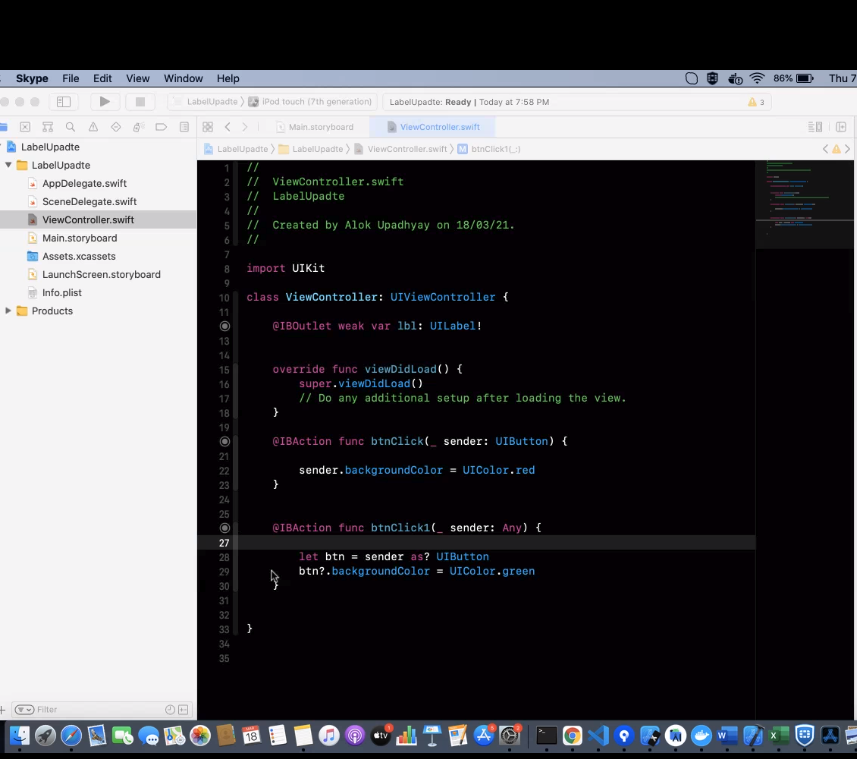 Skype File Edit View Window Help 86% Thu 7
LabelUpadte iPod touch (7th generation) LabelUpadte: Ready | Today at 7:58 PM 3
Main.storyboard ViewController.swift
LabelUpadte LabelUpadte LabelUpadte ViewController.swift M btnClick1(_:)
LabelUpadte
AppDelegate.swift
SceneDelegate.swift
ViewController.swift
Main.storyboard
Assets.xcassets
LaunchScreen.storyboard
Info.plist
Products
1 //
2 // ViewController.swift
3 // LabelUpadte
4 //
5 // Created by Alok Upadhyay on 18/03/21.
6 //
7
8 import UIKit
9
10 class ViewController: UIViewController {
11
@IBOutlet weak var lbl: UILabel!
13
14
15 override func viewDidLoad() {
16 super.viewDidLoad()
17 // Do any additional setup after loading the view.
18 }
19
@IBAction func btnClick(_ sender: UIButton) {
21
22 sender.backgroundColor = UIColor.red
23 }
24
25
@IBAction func btnClick1(_ sender: Any) {
27
28 let btn = sender as? UIButton
29 btn?.backgroundColor = UIColor.green
30 }
31
32
33 }
34
35
Filter
18
tv
W
X